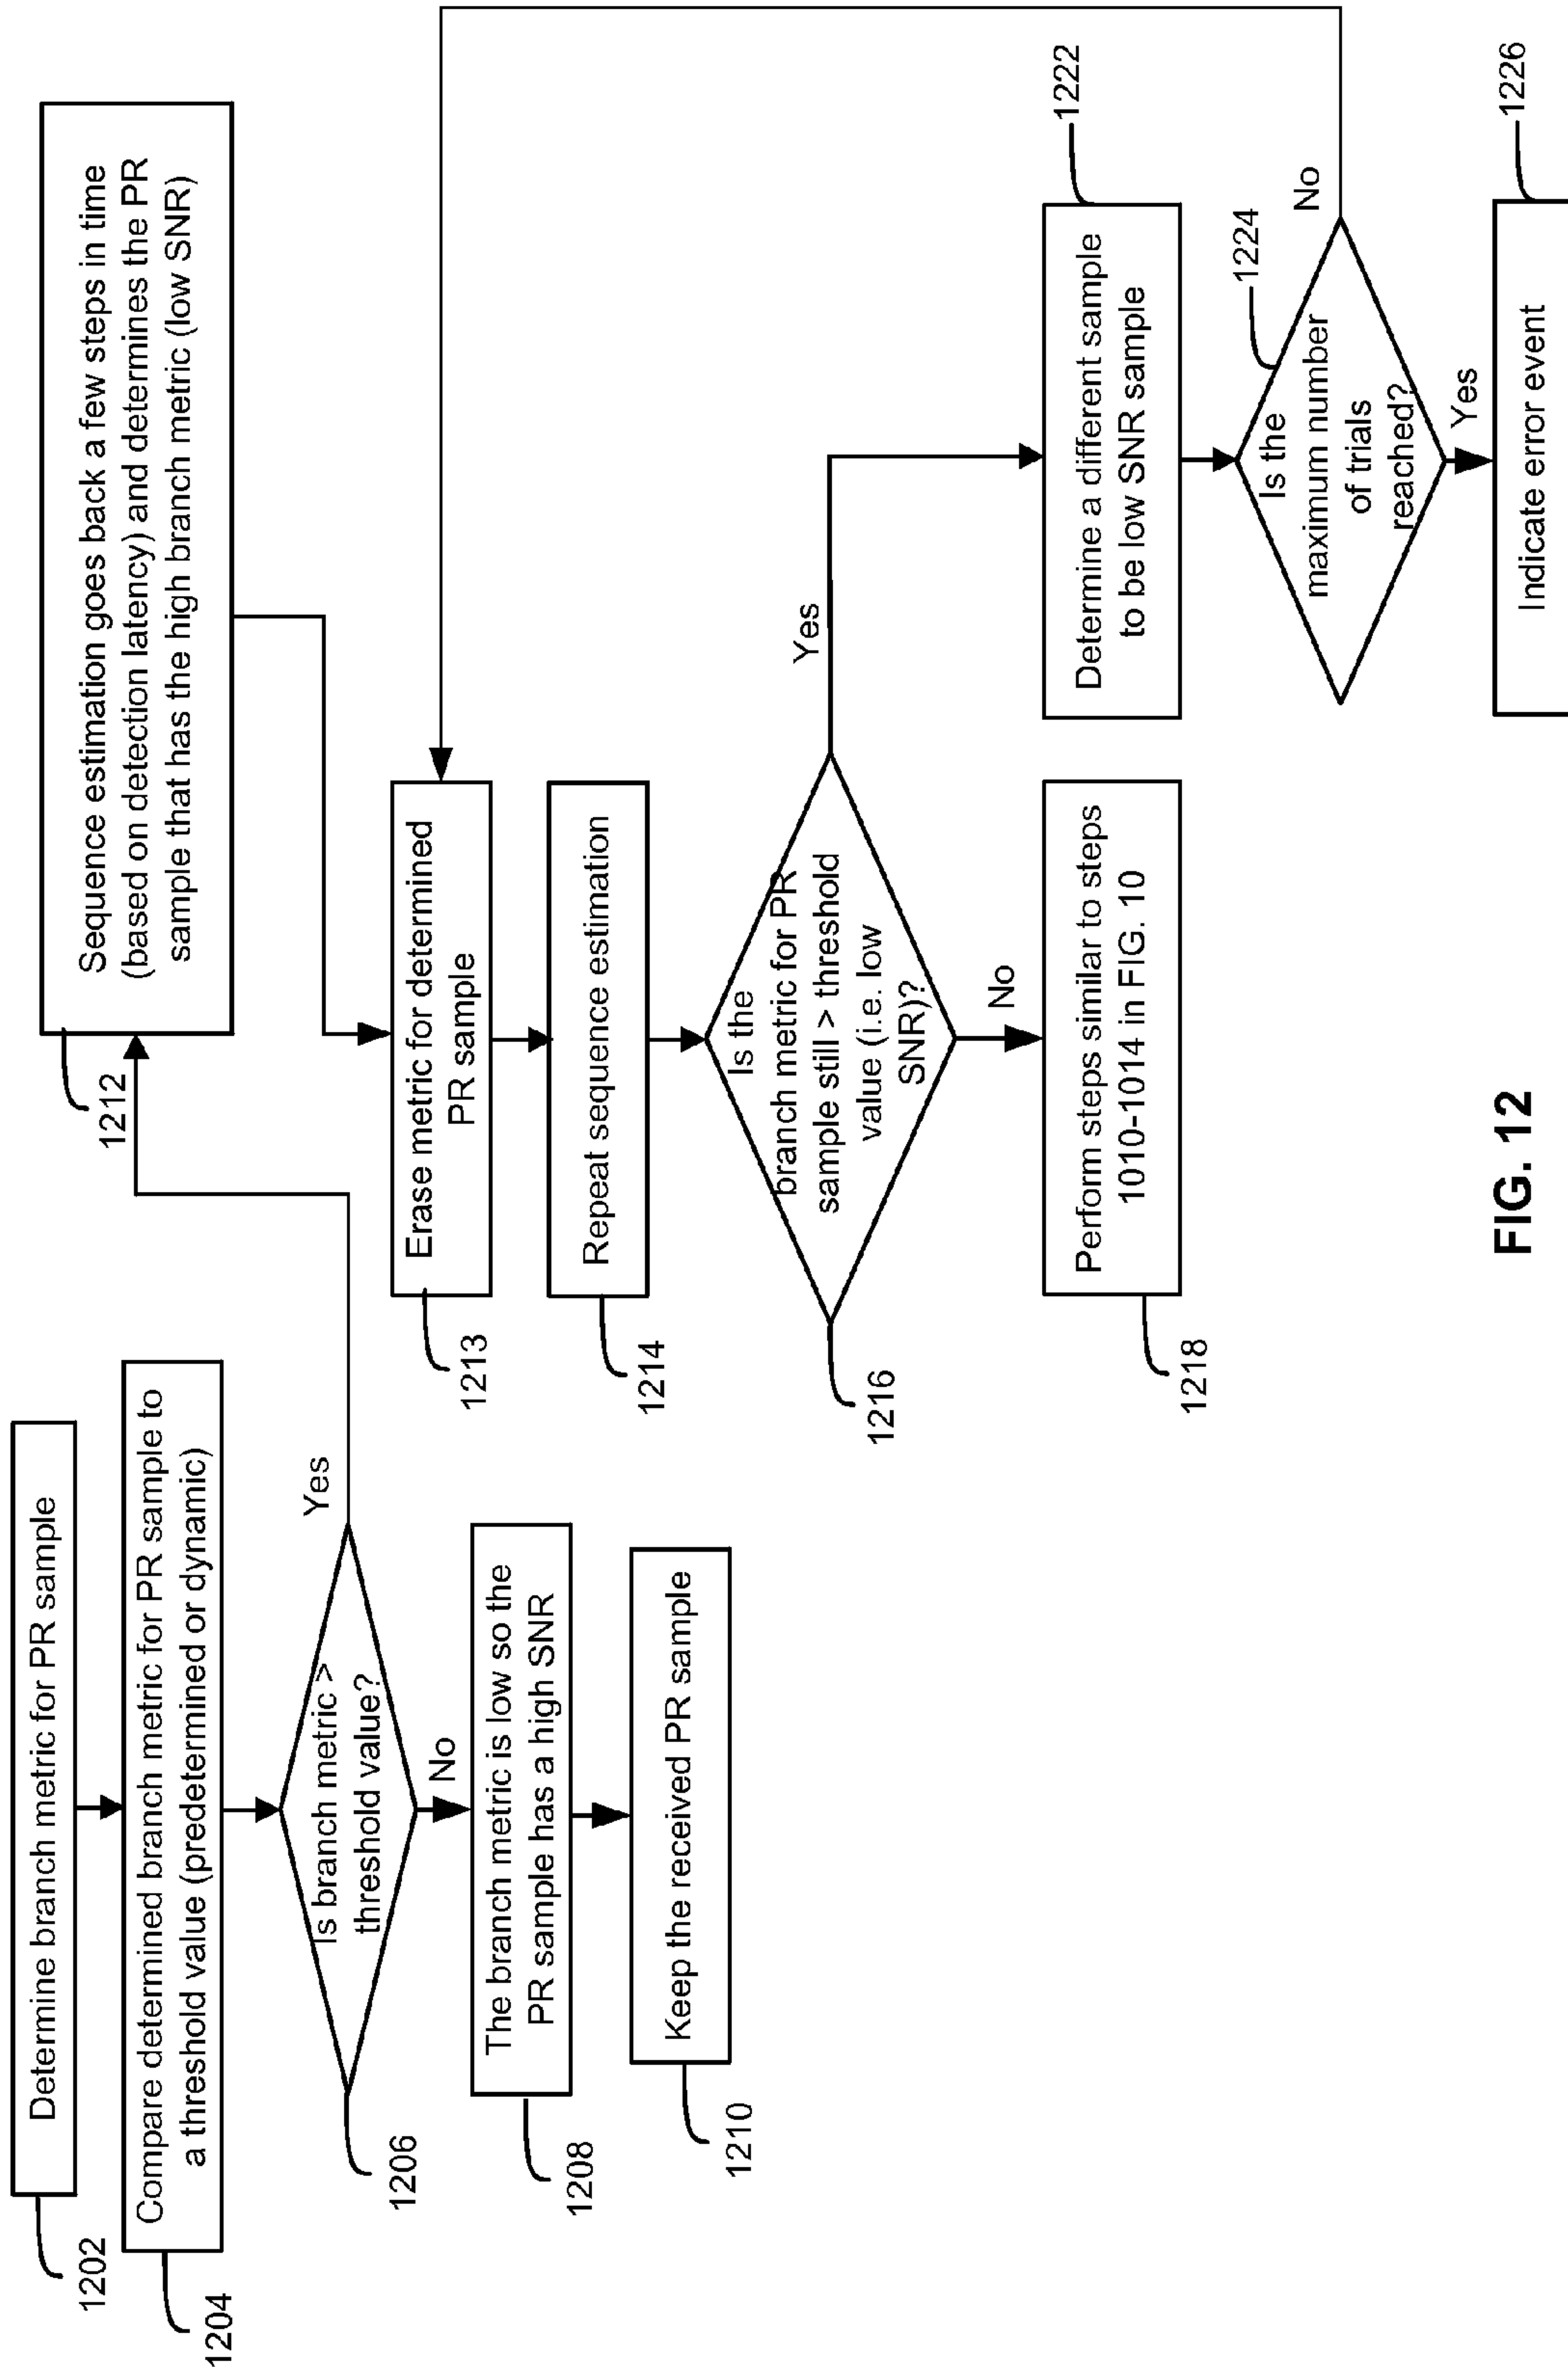 1202
Determine branch metric for PR sample
1204
Compare determined branch metric for PR sample to
a threshold value (predetermined or dynamic)
1206
Is branch metric >
threshold value?
Yes
No
1208
The branch metric is low so the
PR sample has a high SNR
1210
Keep the received PR sample
1212
Sequence estimation goes back a few steps in time
(based on detection latency) and determines the PR
sample that has the high branch metric (low SNR)
1213
Erase metric for determined
PR sample
1214
Repeat sequence estimation
1216
Is the
branch metric for PR
sample still > threshold
value (i.e. low
SNR)?
Yes
No
1218
Perform steps similar to steps
1010-1014 in FIG. 10
1222
Determine a different sample
to be low SNR sample
1224
Is the
maximum number
of trials
reached?
No
Yes
1226
Indicate error event
FIG. 12